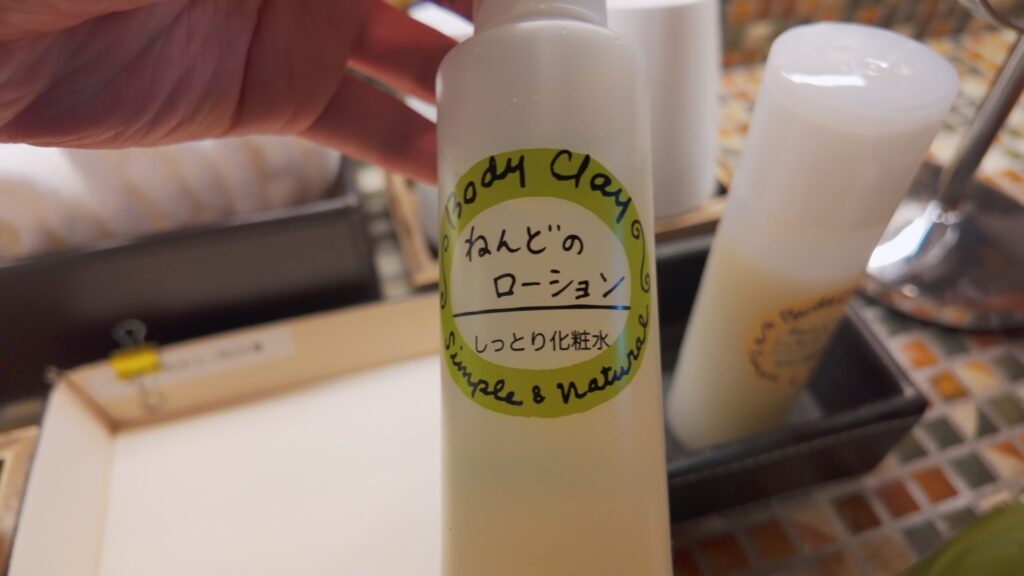 Body Clay
ねんどの
ローション
しっとり化粧水
Simple & Natural